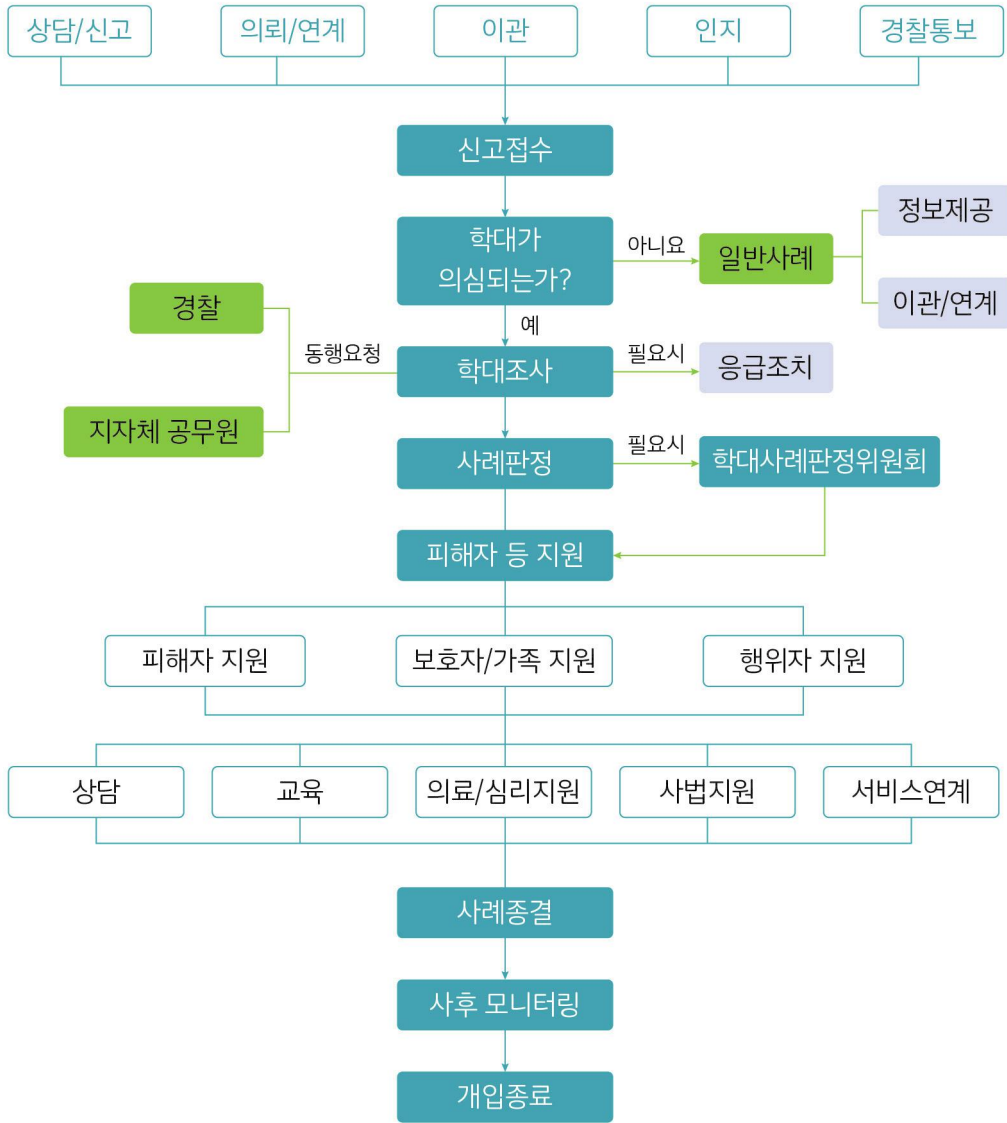 상담/신고
의뢰/연계
이관
인지
경찰통보
신고접수
학대가
의심되는가?
아니요
일반사례
정보제공
이관/연계
예
경찰
동행요청
지자체 공무원
학대조사
필요시
응급조치
사례판정
필요시
학대사례판정위원회
피해자 등 지원
피해자 지원
보호자/가족 지원
행위자 지원
상담
교육
의료/심리지원
사법지원
서비스연계
사례종결
사후 모니터링
개입종료